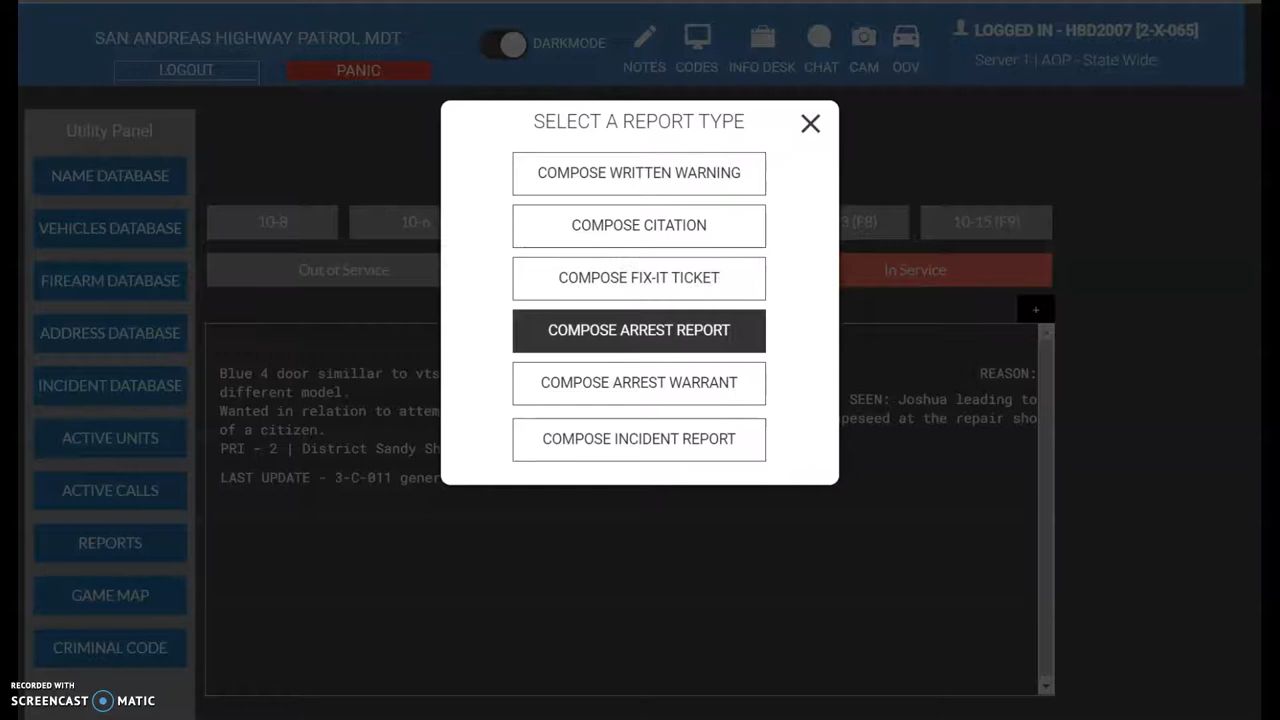 SAN ANDREAS HIGHWAY PATROL MDT
LOGOUT
PANIC
DARKMODE
NOTES
CODES
INFO DESK
CHAT
CAM
OOV
LOGGED IN - HBD2007 [2-X-065]
Server 1 | AOP - State Wide
Utility Panel
NAME DATABASE
VEHICLES DATABASE
FIREARM DATABASE
ADDRESS DATABASE
INCIDENT DATABASE
ACTIVE UNITS
ACTIVE CALLS
REPORTS
GAME MAP
CRIMINAL CODE
SELECT A REPORT TYPE
COMPOSE WRITTEN WARNING
COMPOSE CITATION
COMPOSE FIX-IT TICKET
COMPOSE ARREST REPORT
COMPOSE ARREST WARRANT
COMPOSE INCIDENT REPORT
10-8
10-6
3 (F8)
10-15 (F9)
Out of Service
In Service
+
Blue 4 door simillar to vts
REASON:
different model.
SEEN: Joshua leading to
Wanted in relation to attem
peseed at the repair sho
of a citizen.
PRI - 2 | District Sandy Sh
LAST UPDATE - 3-C-011 gener
RECORDED WITH
SCREENCAST MATIC